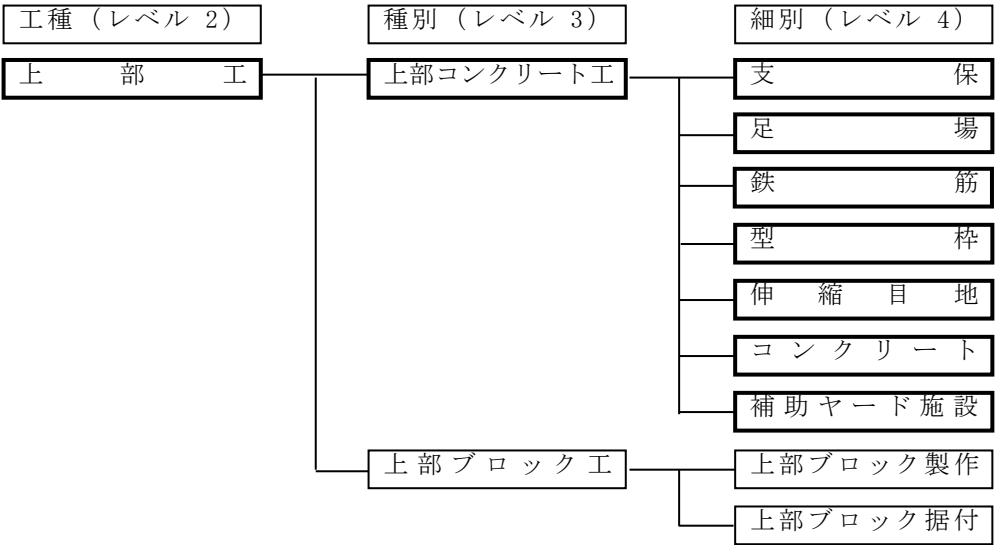 工種（レベル 2） 種別（レベル 3） 細別（レベル 4）
上部工 上部コンクリート工 支保
足場
鉄筋
型枠
伸縮目地
コンクリート
補助ヤード施設
上部ブロック工 上部ブロック製作
上部ブロック据付